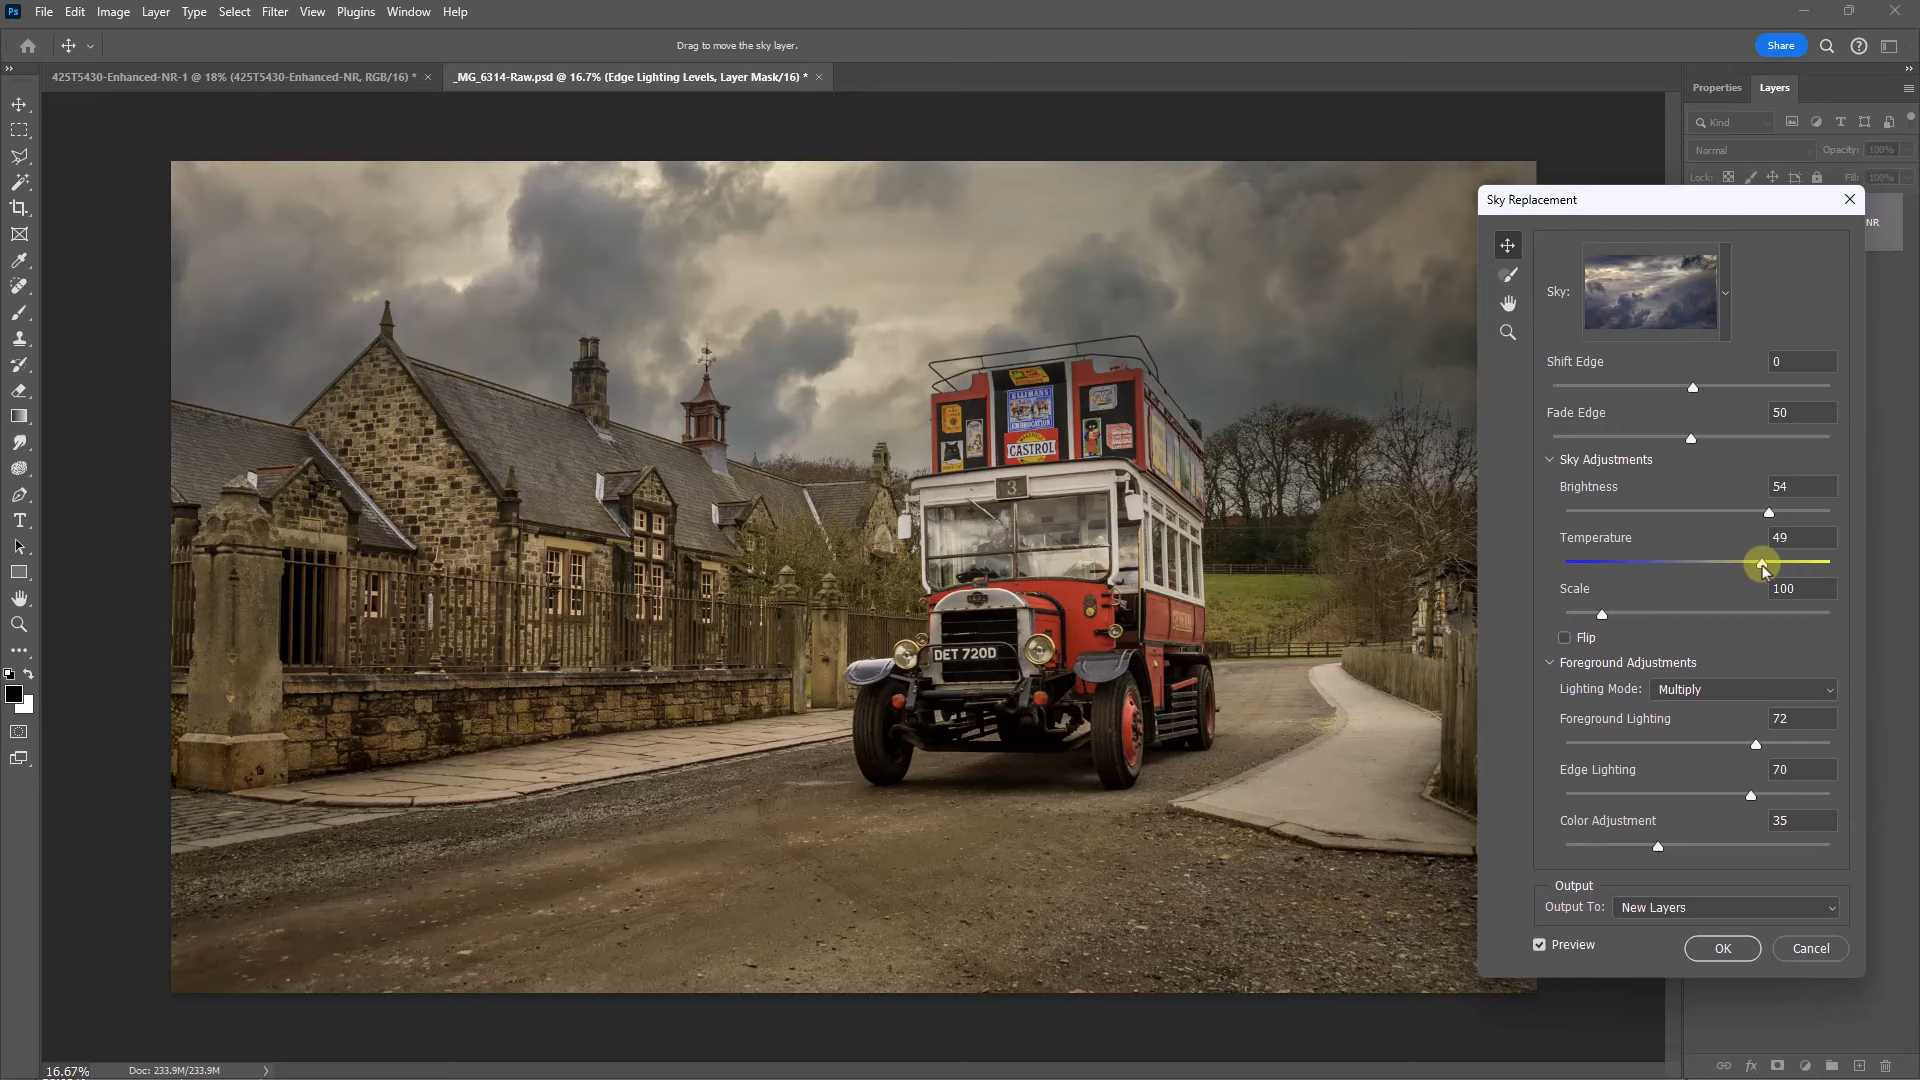 Ps File Edit Image Layer Type Select Filter View Plugins Window Help
Drag to move the sky layer.
Share
425T5430-Enhanced-NR-1 @ 18% (425T5430-Enhanced-NR, RGB/16) *
_MG_6314-Raw.psd @ 16.7% (Edge Lighting Levels, Layer Mask/16) *
Properties Layers
Kind
Normal Opacity: 100%
Lock: Fill: 100%
NR
Sky Replacement
Sky:
Shift Edge 0
Fade Edge 50
Sky Adjustments
Brightness 54
Temperature 49
Scale 100
Flip
Foreground Adjustments
Lighting Mode: Multiply
Foreground Lighting 72
Edge Lighting 70
Color Adjustment 35
Output
Output To: New Layers
Preview OK Cancel
ELLIMAN'S
EMBROCATION
CASTROL
3
GENERAL
DET 720D
16.67% Doc: 233.9M/233.9M